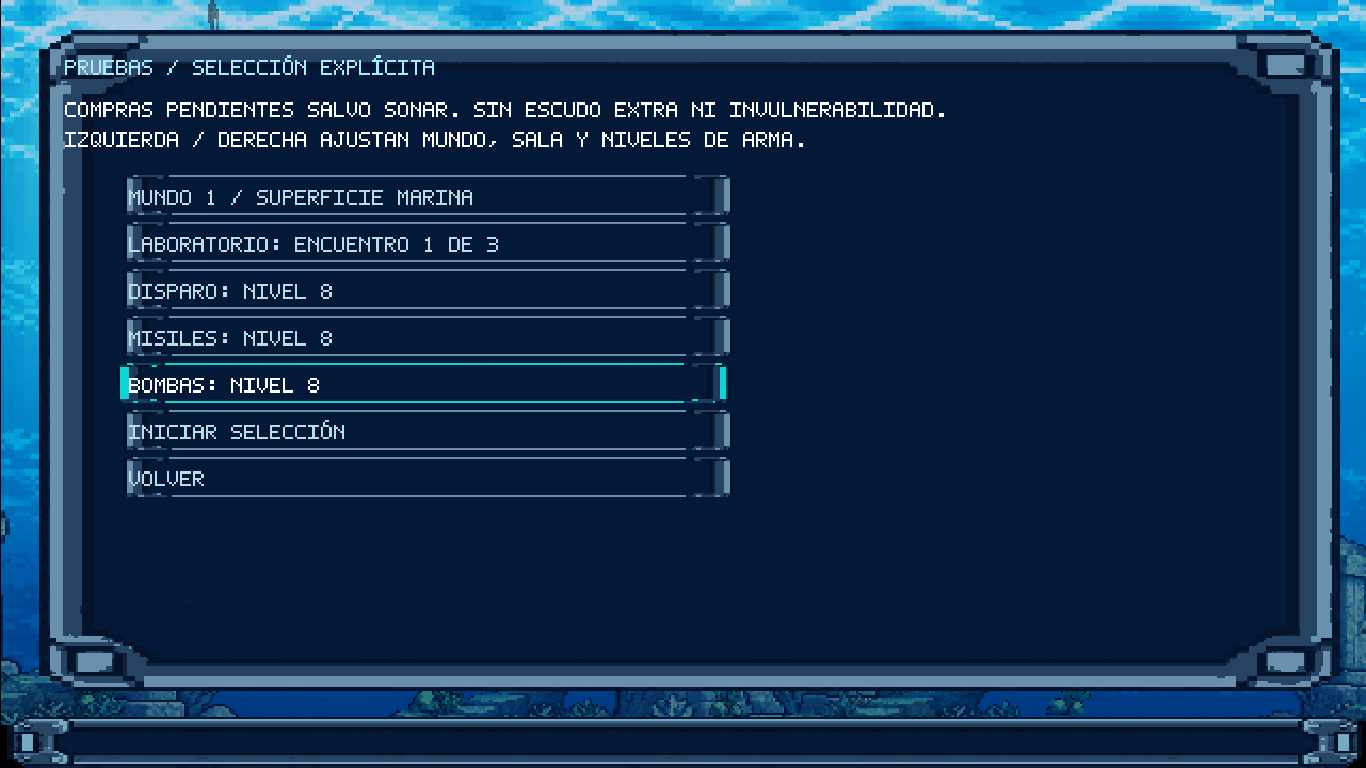 PRUEBAS / SELECCIÓN EXPLÍCITA
COMPRAS PENDIENTES SALVO SONAR. SIN ESCUDO EXTRA NI INVULNERABILIDAD.
IZQUIERDA / DERECHA AJUSTAN MUNDO, SALA Y NIVELES DE ARMA.
MUNDO 1 / SUPERFICIE MARINA
LABORATORIO: ENCUENTRO 1 DE 3
DISPARO: NIVEL 8
MISILES: NIVEL 8
BOMBAS: NIVEL 8
INICIAR SELECCIÓN
VOLVER